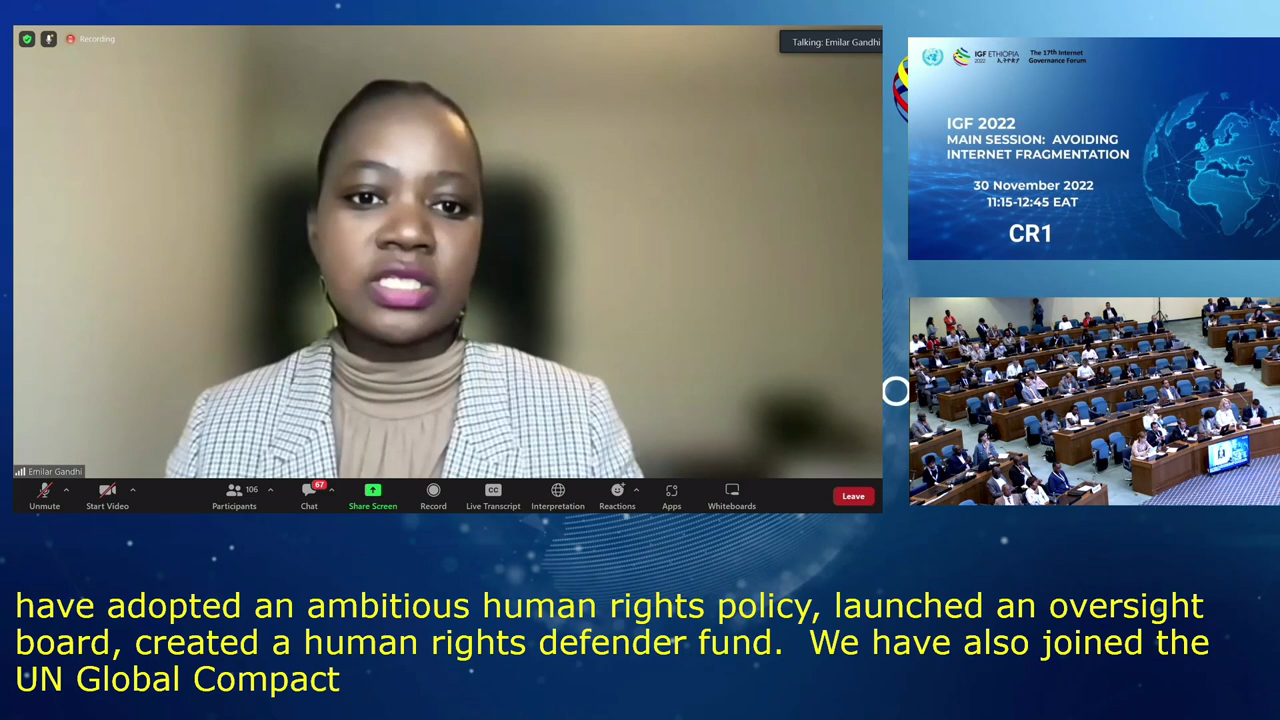 Recording
Talking: Emilar Gandhi
Emilar Gandhi
Unmute
Start Video
106
Participants
67
Chat
Share Screen
Record
CC
Live Transcript
Interpretation
Reactions
Apps
Whiteboards
Leave
IGF ETHIOPIA
2022 ኢትዮጵያ
The 17th Internet
Governance Forum
IGF 2022
MAIN SESSION: AVOIDING
INTERNET FRAGMENTATION
30 November 2022
11:15-12:45 EAT
CR1
have adopted an ambitious human rights policy, launched an oversight
board, created a human rights defender fund.  We have also joined the
UN Global Compact